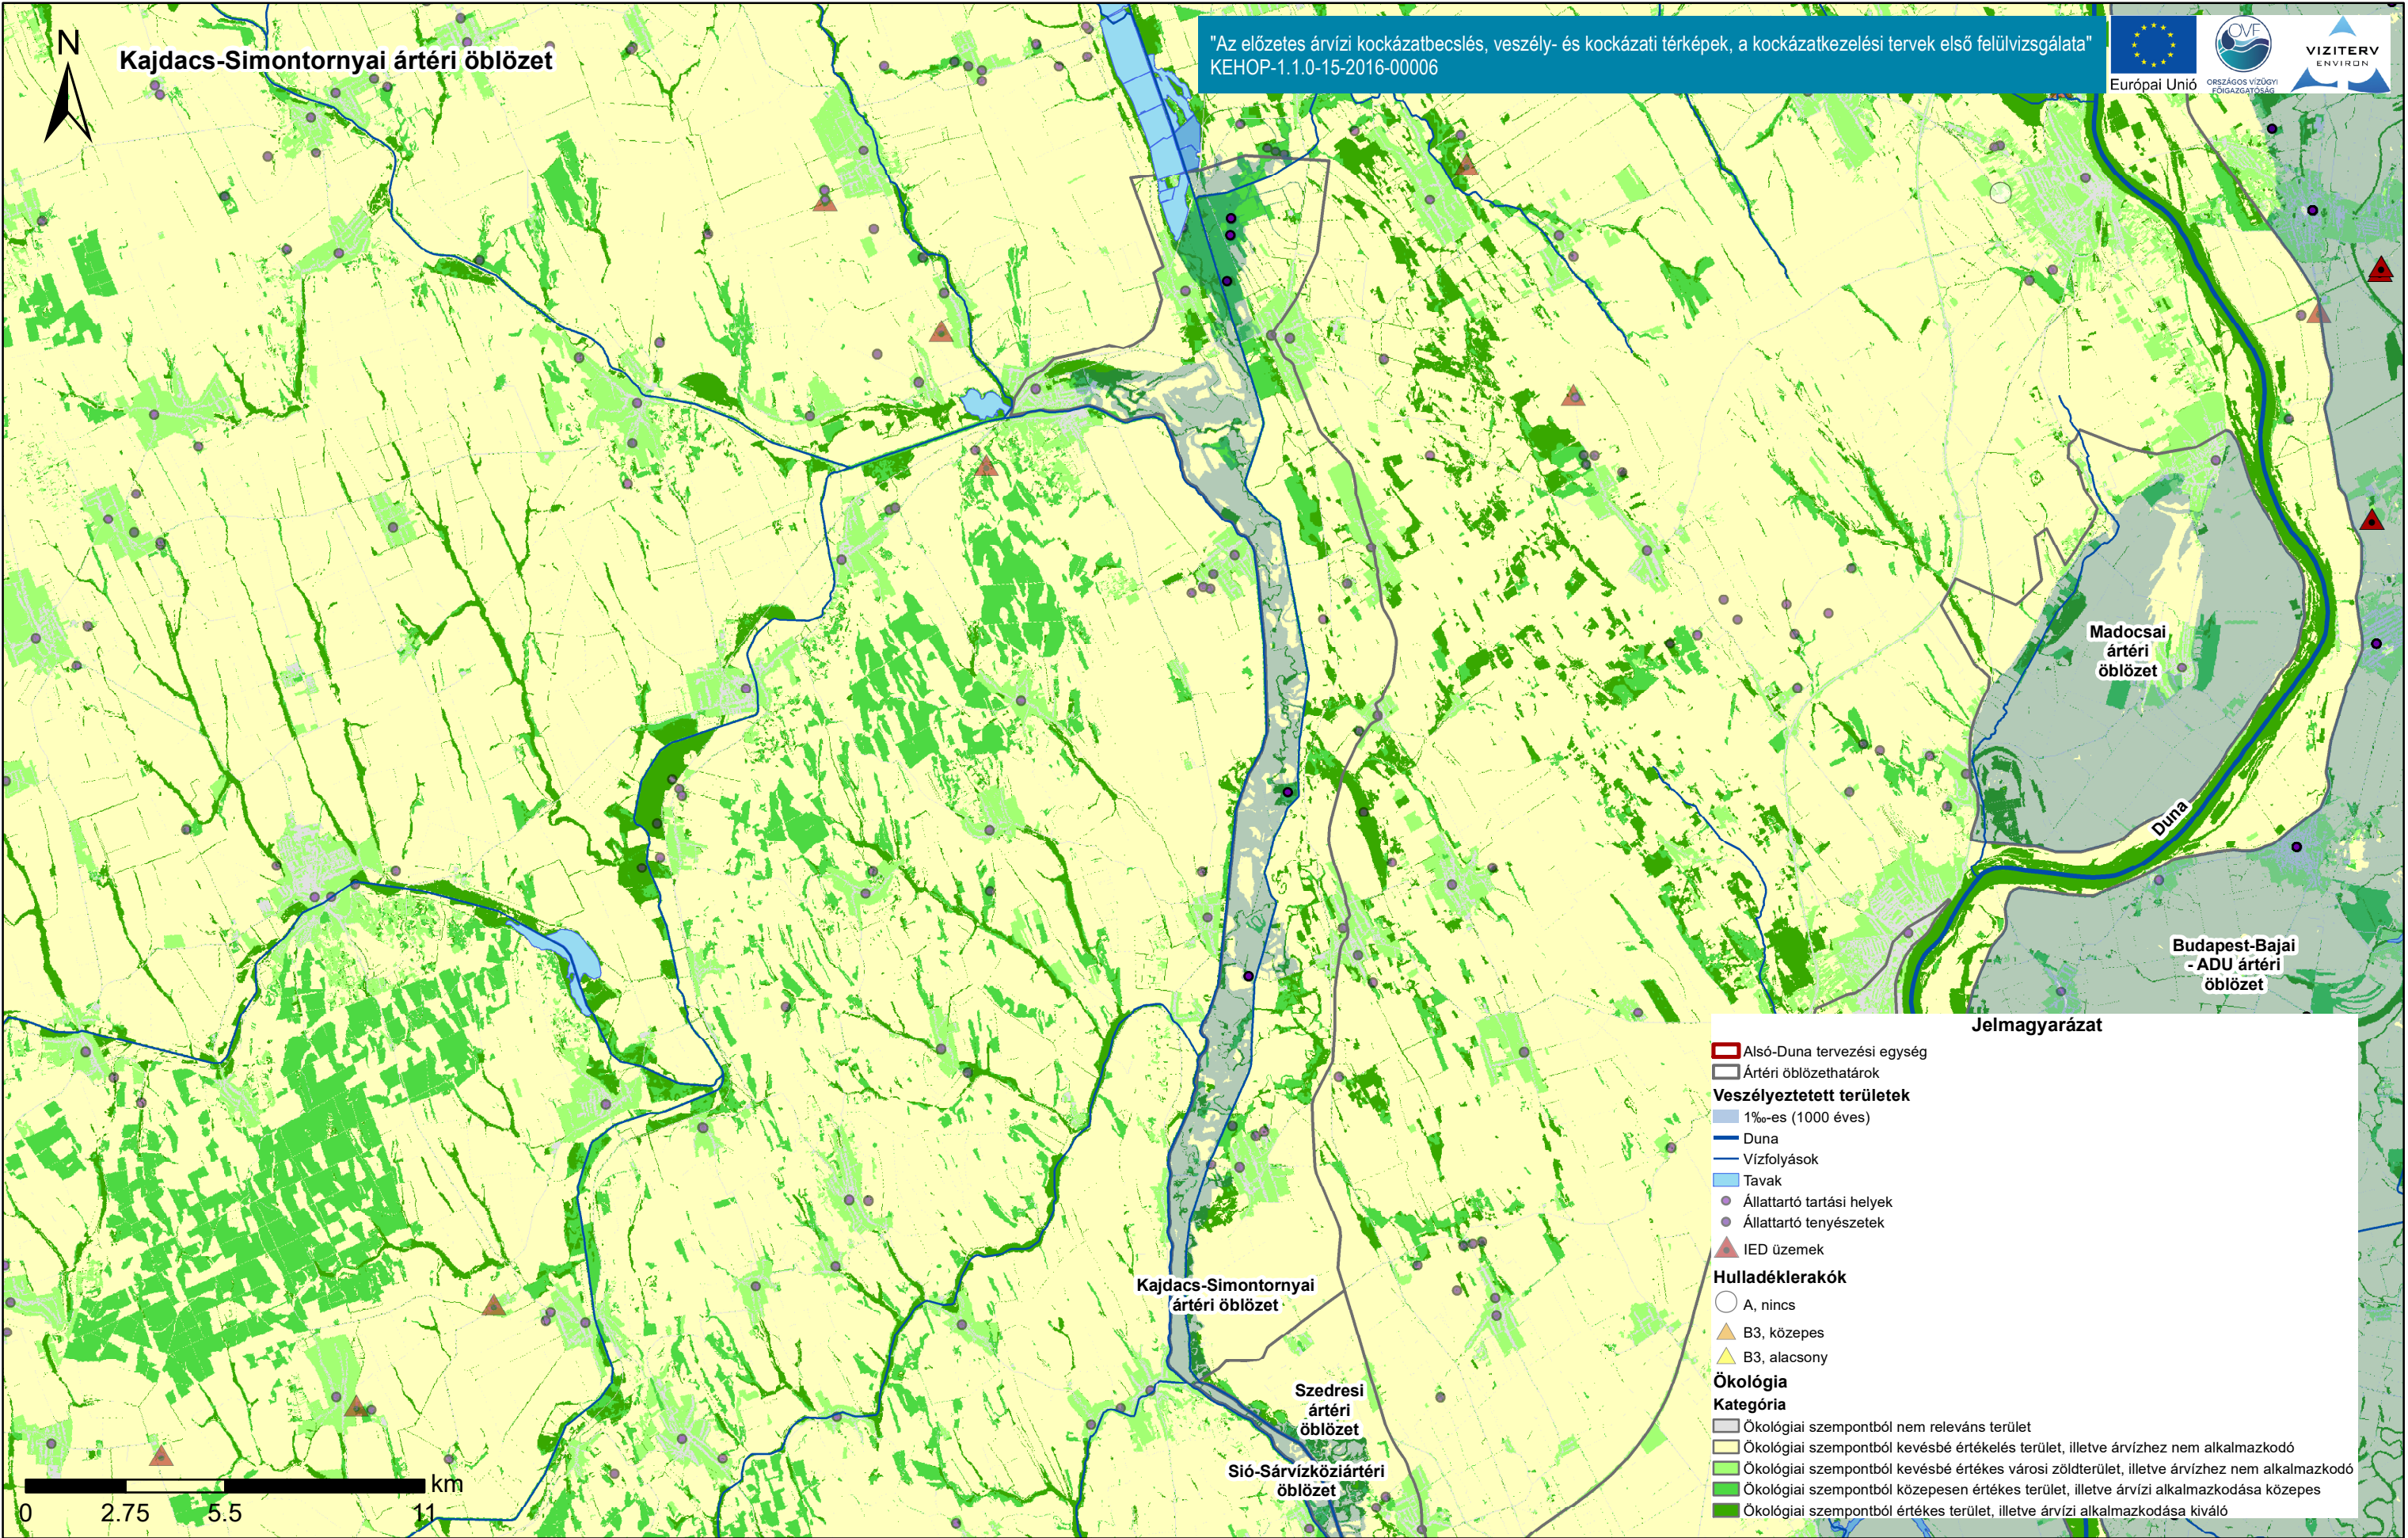 N
Kajdacs-Simontornyai ártéri öblözet
"Az előzetes árvízi kockázatbecslés, veszély- és kockázati térképek, a kockázatkezelési tervek első felülvizsgálata"
KEHOP-1.1.0-15-2016-00006
Európai Unió
OVF
ORSZÁGOS VÍZÜGYI
FŐIGAZGATÓSÁG
VIZITERV
ENVIRON
Madocsai
ártéri
öblözet
Duna
Budapest-Bajai
- ADU ártéri
öblözet
Kajdacs-Simontornyai
ártéri öblözet
Szedresi
ártéri
öblözet
Sió-Sárvízköziártéri
öblözet
km
0 2.75 5.5 11
Jelmagyarázat
Alsó-Duna tervezési egység
Ártéri öblözethatárok
Veszélyeztetett területek
1‰-es (1000 éves)
Duna
Vízfolyások
Tavak
Állattartó tartási helyek
Állattartó tenyészetek
IED üzemek
Hulladéklerakók
A, nincs
B3, közepes
B3, alacsony
Ökológia
Kategória
Ökológiai szempontból nem releváns terület
Ökológiai szempontból kevésbé értékelés terület, illetve árvízhez nem alkalmazkodó
Ökológiai szempontból kevésbé értékes városi zöldterület, illetve árvízhez nem alkalmazkodó
Ökológiai szempontból közepesen értékes terület, illetve árvízi alkalmazkodása közepes
Ökológiai szempontból értékes terület, illetve árvízi alkalmazkodása kiváló